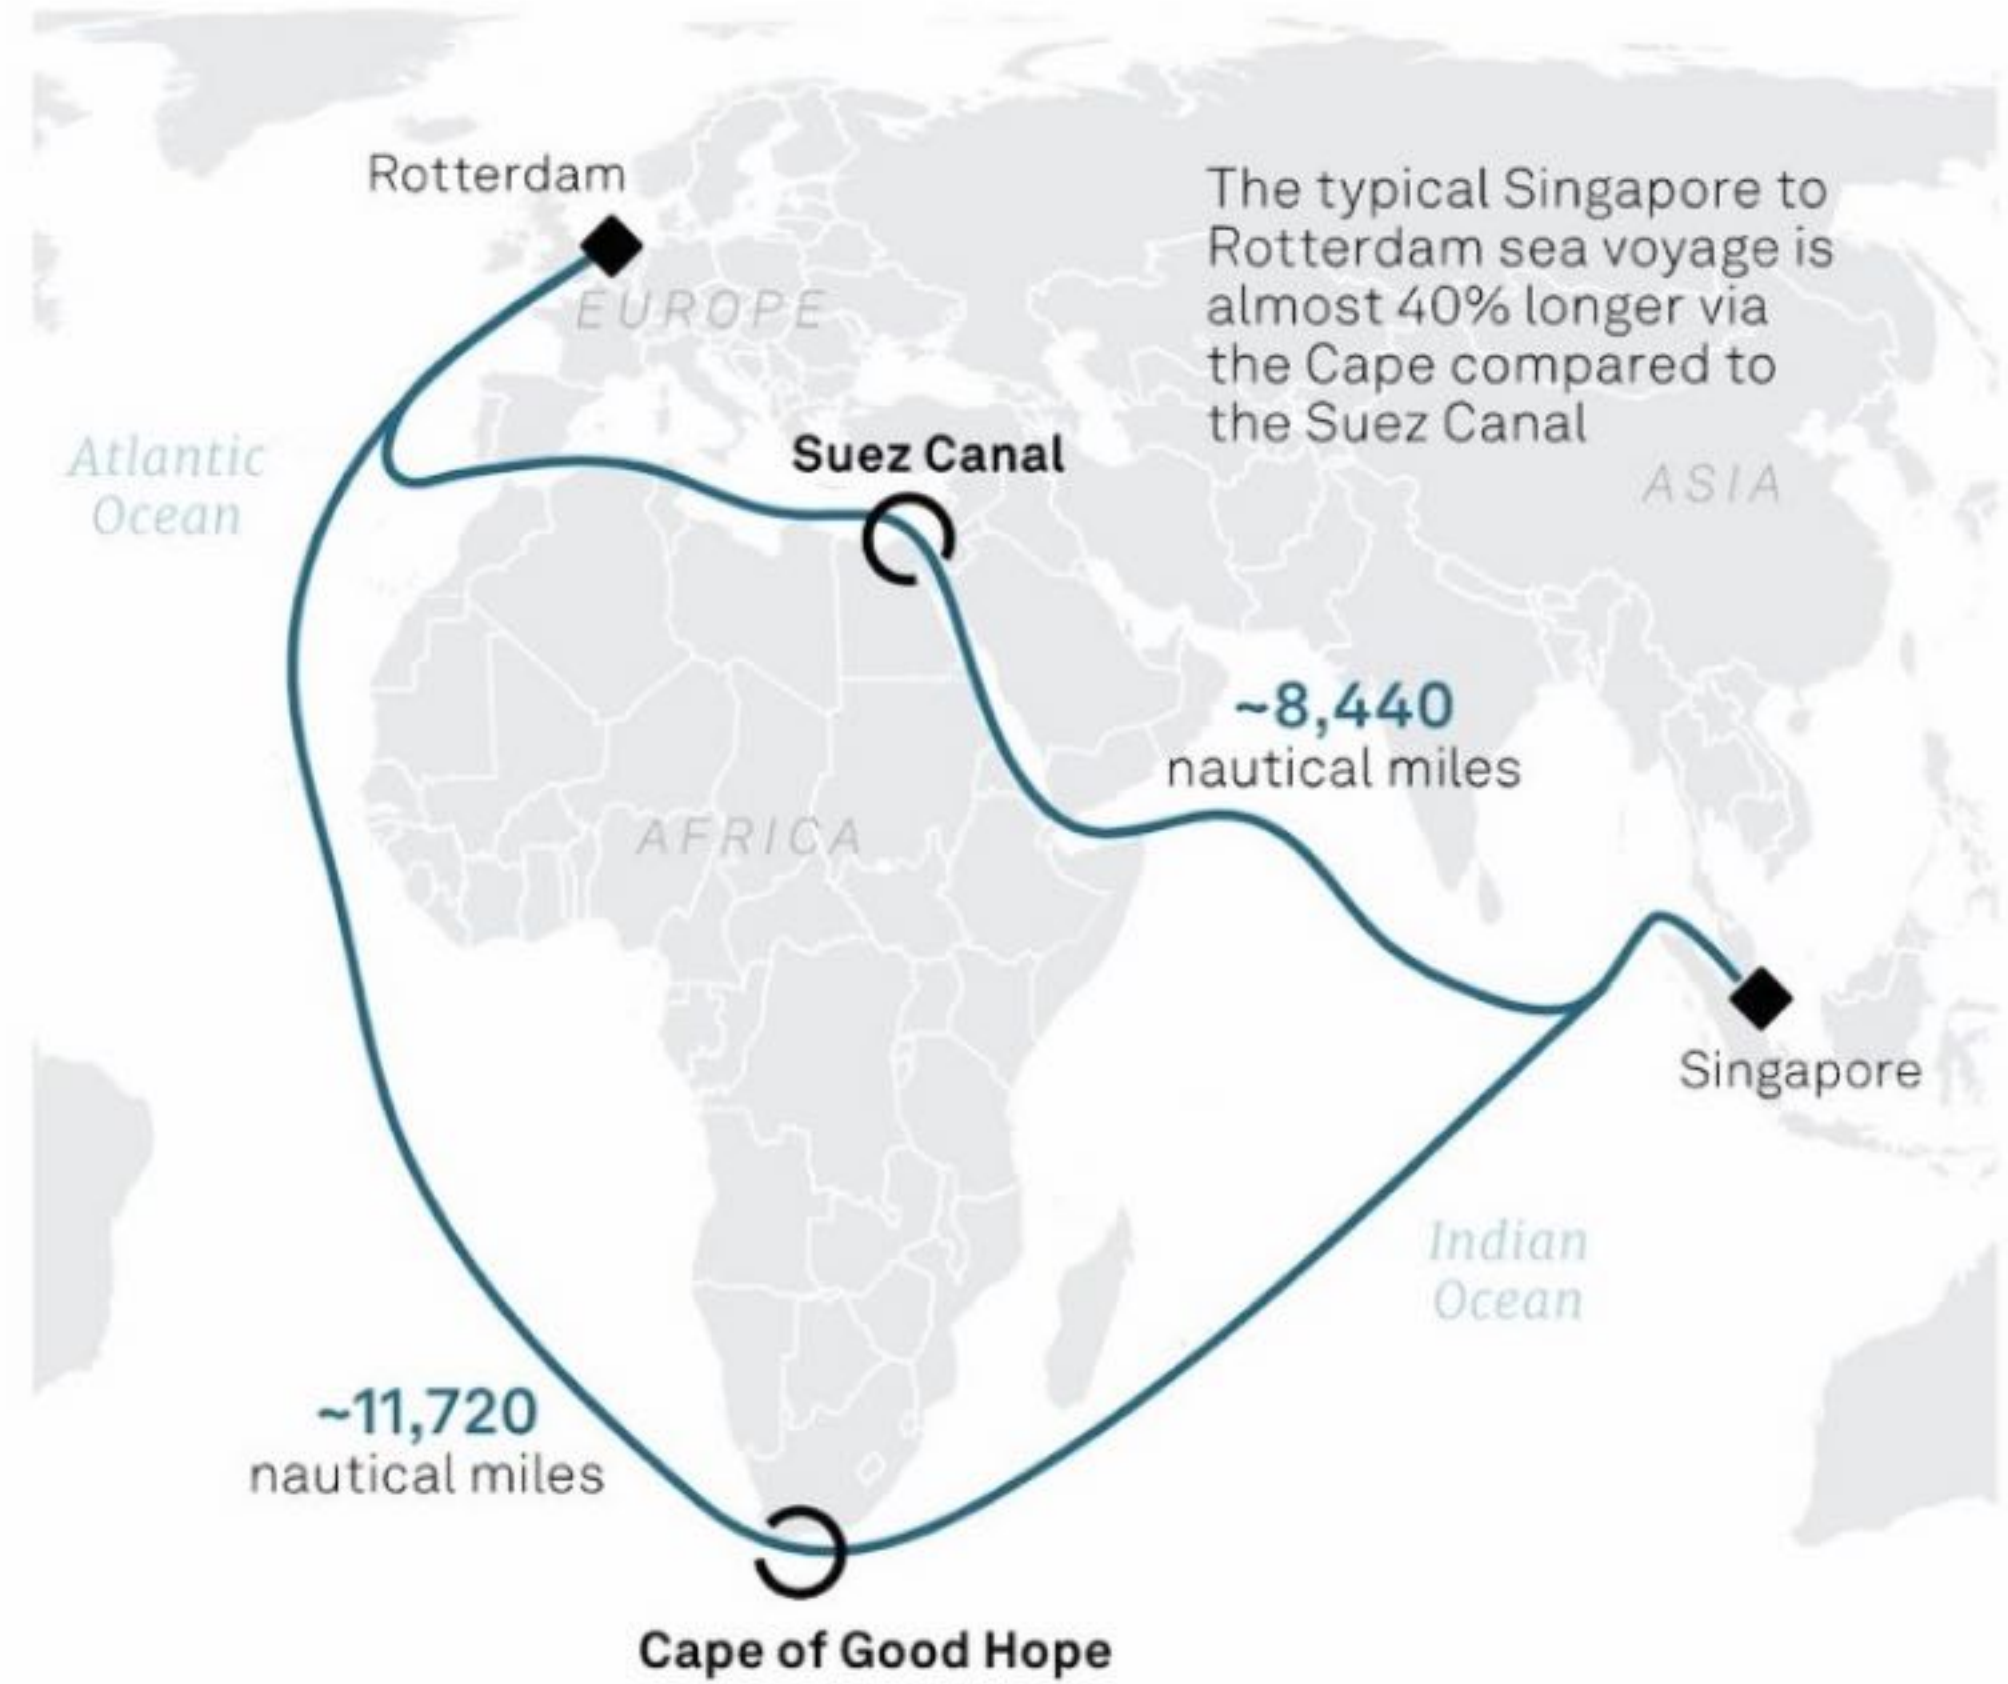 Rotterdam
The typical Singapore to
Rotterdam sea voyage is
almost 40% longer via
the Cape compared to
the Suez Canal
EUROPE
Atlantic
Ocean
Suez Canal
ASIA
~8,440
nautical miles
AFRICA
Singapore
Indian
Ocean
~11,720
nautical miles
Cape of Good Hope